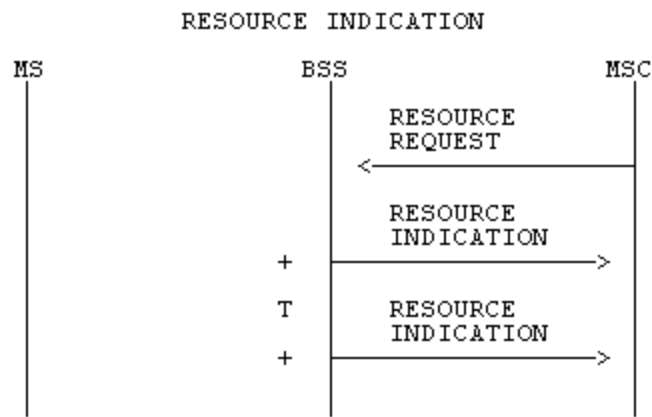 RESOURCE INDICATION
MS BSS MSC
RESOURCE
REQUEST
RESOURCE
INDICATION
+
T RESOURCE
INDICATION
+